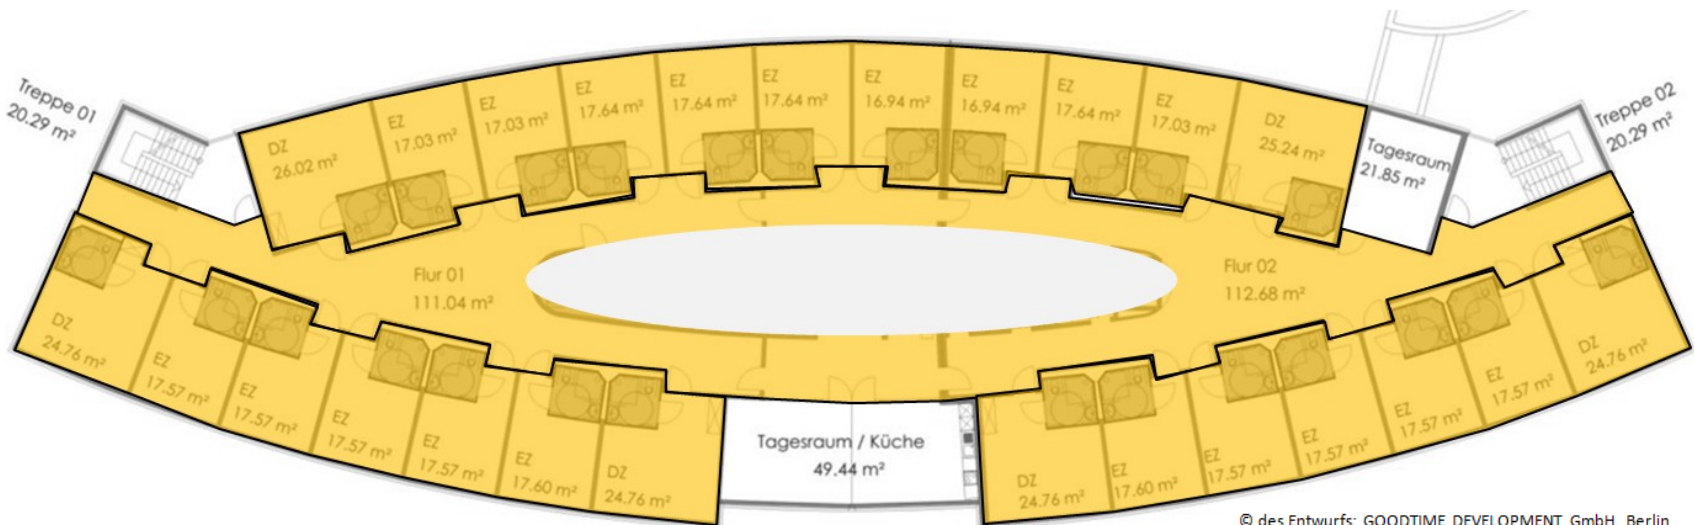 Treppe 01
20.29 m²
DZ
26.02 m²
EZ
17.03 m²
EZ
17.03 m²
EZ
17.64 m²
EZ
17.64 m²
EZ
17.64 m²
EZ
16.94 m²
EZ
16.94 m²
EZ
17.64 m²
EZ
17.03 m²
DZ
25.24 m²
Tagesraum
21.85 m²
Treppe 02
20.29 m²
Flur 01
111.04 m²
Flur 02
112.68 m²
DZ
24.76 m²
EZ
17.57 m²
EZ
17.57 m²
EZ
17.57 m²
EZ
17.57 m²
EZ
17.60 m²
DZ
24.76 m²
Tagesraum / Küche
49.44 m²
DZ
24.76 m²
EZ
17.60 m²
EZ
17.57 m²
EZ
17.57 m²
EZ
17.57 m²
EZ
17.57 m²
DZ
24.76 m²
© des Entwurfs: GOODTIME DEVELOPMENT GmbH, Berlin